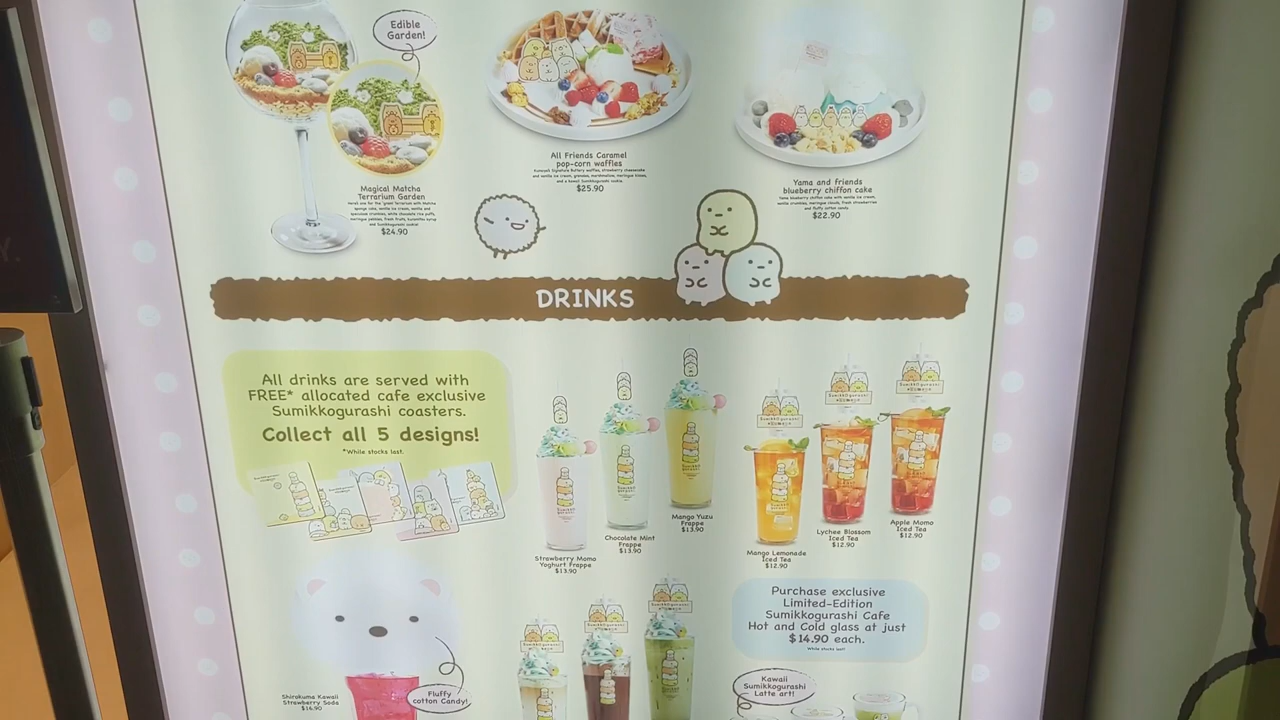 Edible
Garden!
Magical Matcha
Terrarium Garden
$24.90
All Friends Caramel
pop-corn waffles
$25.90
Yama and friends
blueberry chiffon cake
$22.90
DRINKS
All drinks are served with
FREE* allocated cafe exclusive
Sumikkogurashi coasters.
Collect all 5 designs!
*While stocks last.
Strawberry Momo
Yoghurt Frappe
$13.90
Chocolate Mint
Frappe
$13.90
Mango Yuzu
Frappe
$13.90
Mango Lemonade
Iced Tea
$12.90
Lychee Blossom
Iced Tea
$12.90
Apple Momo
Iced Tea
$12.90
Shirokuma Kawaii
Strawberry Soda
$16.90
Fluffy
cotton Candy!
Purchase exclusive
Limited-Edition
Sumikkogurashi Cafe
Hot and Cold glass at just
$14.90 each.
While stocks last!
Kawaii
Sumikkogurashi
Latte art!